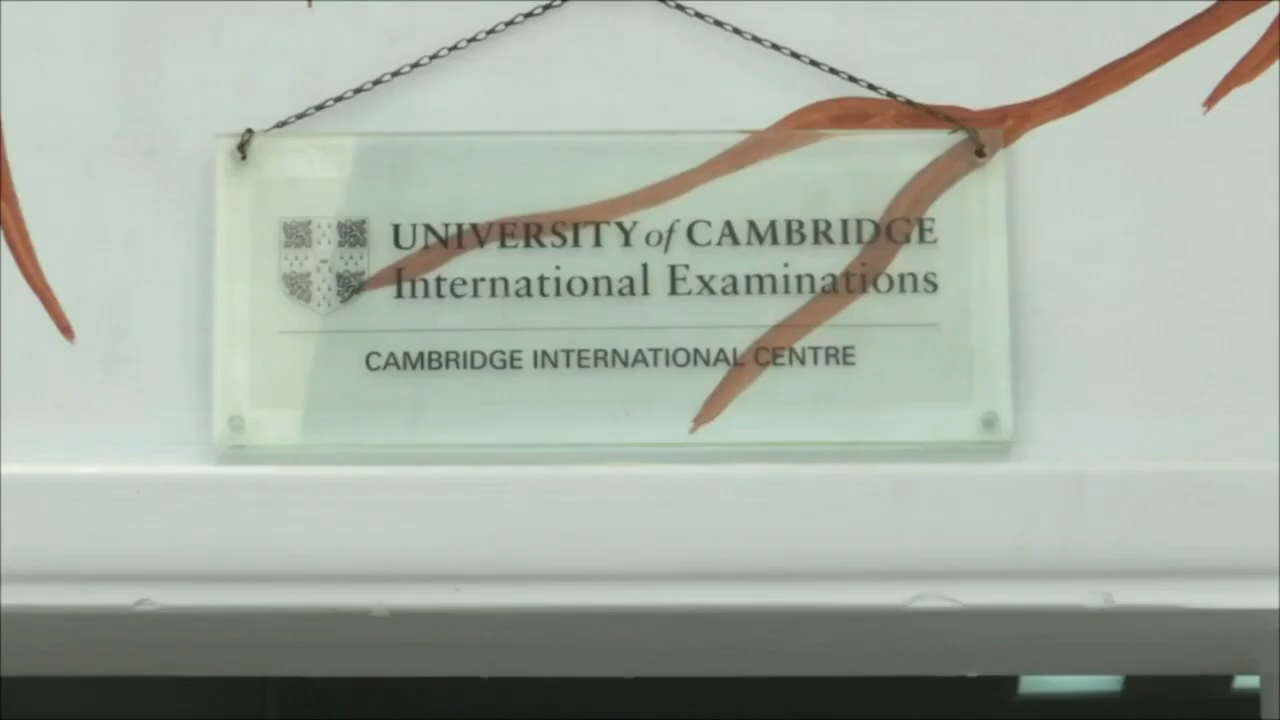 UNIVERSITY of CAMBRIDGE
International Examinations
CAMBRIDGE INTERNATIONAL CENTRE